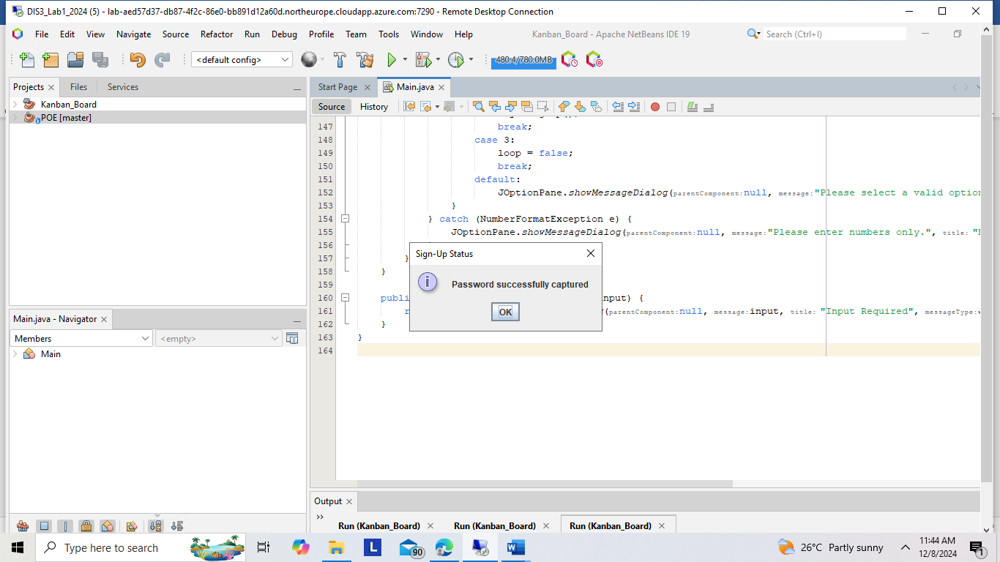 DIS3_Lab1_2024 (5) - lab-aed57d37-db87-4f2c-86e0-bb891d12a60d.northeurope.cloudapp.azure.com:7290 - Remote Desktop Connection
File Edit View Navigate Source Refactor Run Debug Profile Team Tools Window Help Kanban_Board - Apache NetBeans IDE 19 Search (Ctrl+I)
<default config> 480.4/780.0MB
Projects Files Services
Kanban_Board
POE [master]
Start Page Main.java
Source History
147 break;
148 case 3:
149 loop = false;
150 break;
151 default:
152 JOptionPane.showMessageDialog(parentComponent:null, message:"Please select a valid option
153 }
154 } catch (NumberFormatException e) {
155 JOptionPane.showMessageDialog(parentComponent:null, message:"Please enter numbers only.", title: "
156
157 }
158 }
159
160 publi nput) {
161 r (parentComponent:null, message:input, title: "Input Required", messageType:
162 }
163 }
164
Sign-Up Status
Password successfully captured
OK
Main.java - Navigator
Members <empty>
Main
Output
Run (Kanban_Board) Run (Kanban_Board) Run (Kanban_Board)
Type here to search
90
26°C Partly sunny
11:44 AM
12/8/2024
1